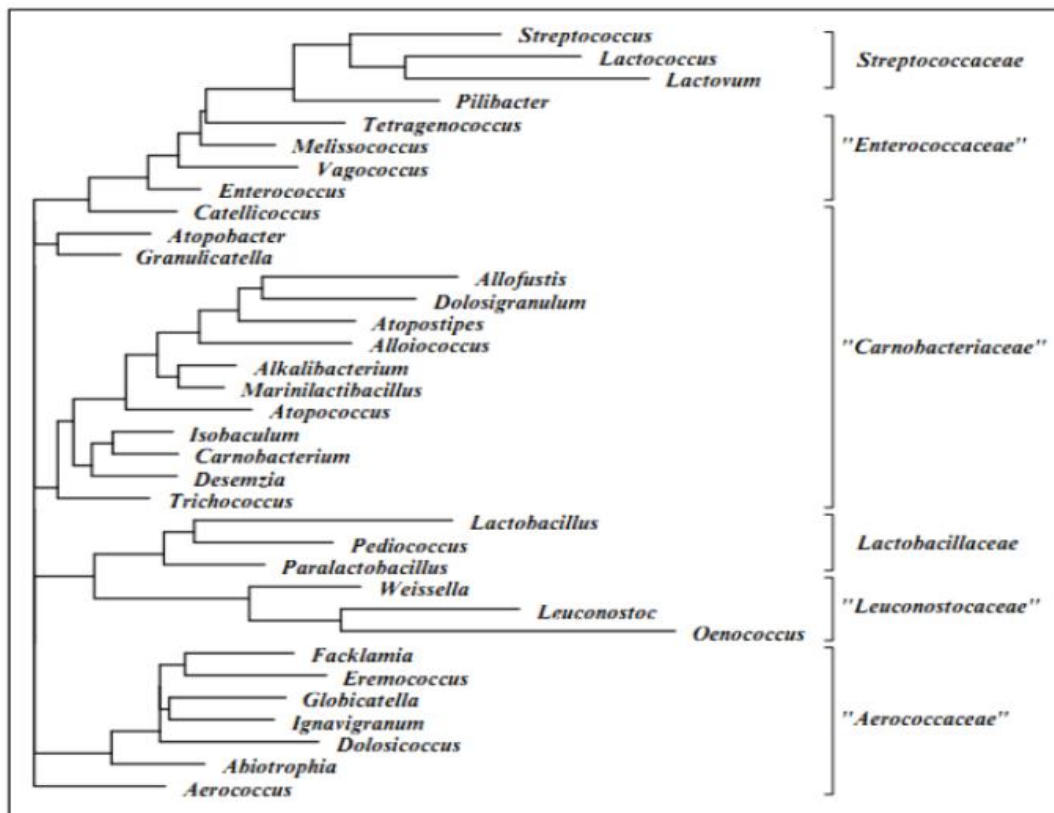 Streptococcus
Lactococcus
Streptococcaceae
Lactovum
Pilibacter
Tetragenococcus
Melissococcus
"Enterococcaceae"
Vagococcus
Enterococcus
Catellicoccus
Atopobacter
Granulicatella
Allofustis
Dolosigranulum
Atopostipes
Alloiococcus
"Carnobacteriaceae"
Alkalibacterium
Marinilactibacillus
Atopococcus
Isobaculum
Carnobacterium
Desemzia
Trichococcus
Lactobacillus
Pediococcus
Lactobacillaceae
Paralactobacillus
Weissella
Leuconostoc
"Leuconostocaceae"
Oenococcus
Facklamia
Eremococcus
Globicatella
Ignavigranum
"Aerococcaceae"
Dolosicoccus
Abiotrophia
Aerococcus